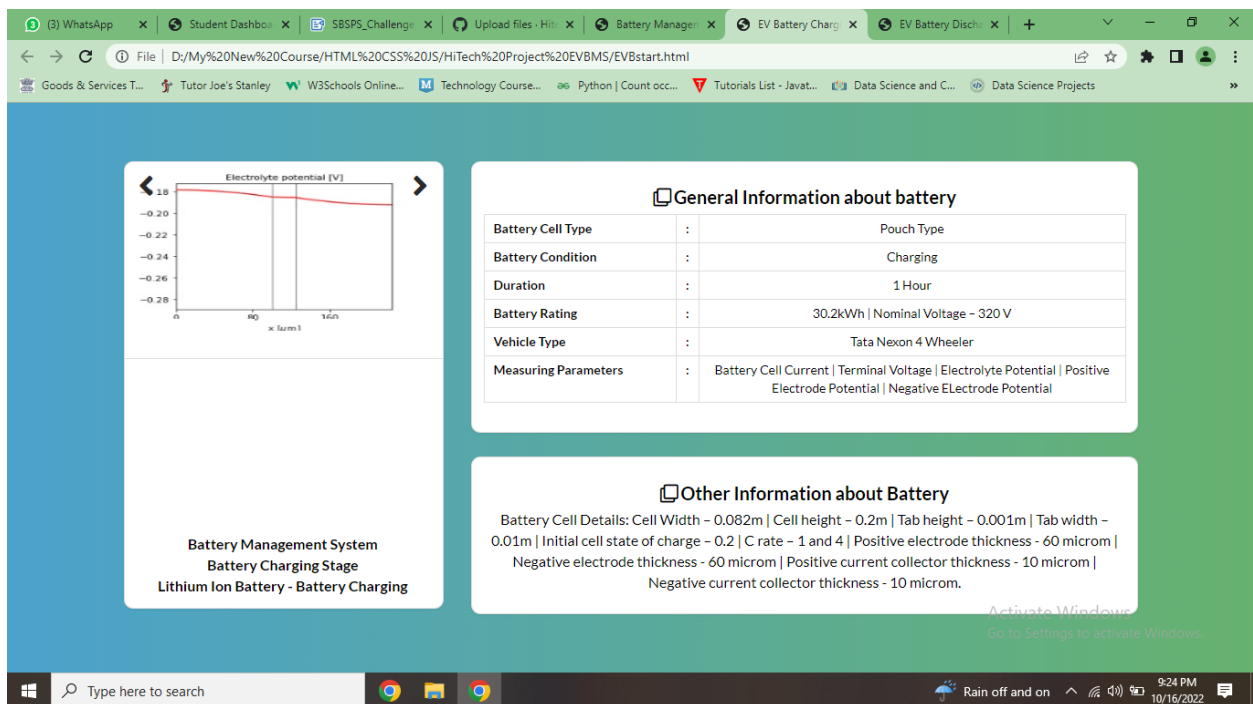 (3) WhatsApp
Student Dashboa
SBSPS_Challenge
Upload files · Hit
Battery Managem
EV Battery Chargi
EV Battery Discha
File
D:/My%20New%20Course/HTML%20CSS%20JS/HiTech%20Project%20EVBMS/EVBstart.html
Goods & Services T...
Tutor Joe's Stanley
W3Schools Online...
Technology Course...
Python | Count occ...
Tutorials List - Javat...
Data Science and C...
Data Science Projects
Electrolyte potential [V]
18
−0.20
−0.22
−0.24
−0.26
−0.28
0 80 160
x [um]
Battery Management System
Battery Charging Stage
Lithium Ion Battery - Battery Charging
General Information about battery
Battery Cell Type : Pouch Type
Battery Condition : Charging
Duration : 1 Hour
Battery Rating : 30.2kWh | Nominal Voltage – 320 V
Vehicle Type : Tata Nexon 4 Wheeler
Measuring Parameters : Battery Cell Current | Terminal Voltage | Electrolyte Potential | Positive
Electrode Potential | Negative ELectrode Potential
Other Information about Battery
Battery Cell Details: Cell Width – 0.082m | Cell height – 0.2m | Tab height – 0.001m | Tab width –
0.01m | Initial cell state of charge – 0.2 | C rate – 1 and 4 | Positive electrode thickness - 60 microm |
Negative electrode thickness - 60 microm | Positive current collector thickness - 10 microm |
Negative current collector thickness - 10 microm.
Activate Windows
Go to Settings to activate Windows.
Type here to search
Rain off and on
9:24 PM
10/16/2022